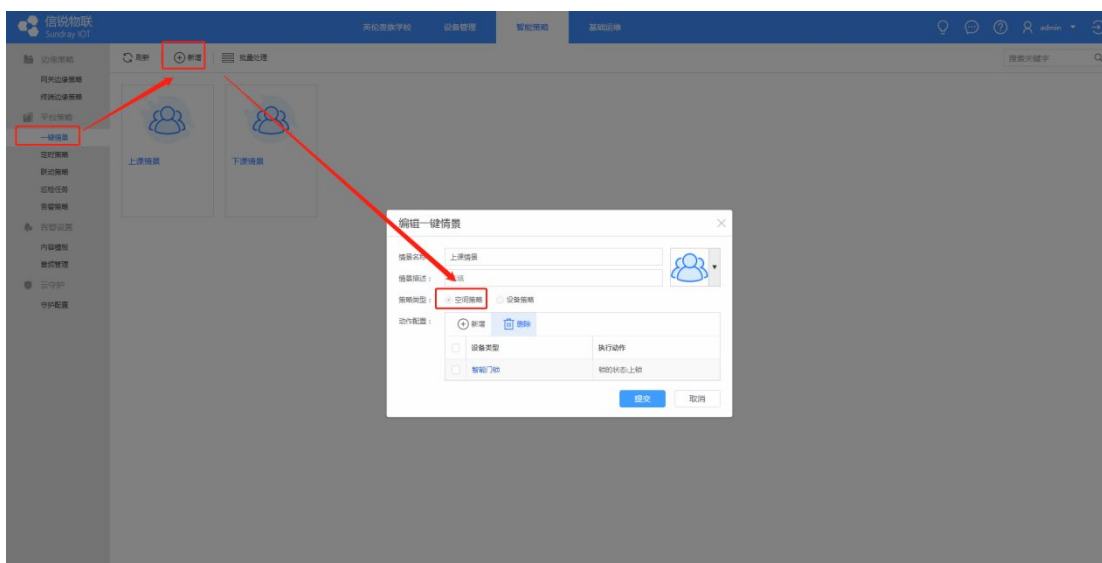 信锐物联
Sundray IOT
英伦贵族学校 设备管理 智能策略 基础运维
admin
刷新 新增 批量处理
搜索关键字
边缘策略
网关边缘策略
终端边缘策略
平台策略
一键情景
定时策略
联动策略
巡检任务
告警策略
告警设置
内容模板
音频管理
云守护
守护配置
上课情景
下课情景
编辑一键情景
情景名称
上课情景
情景描述：
策略类型： 空间策略 设备策略
动作配置： 新增 删除
设备类型 执行动作
智能门锁 锁的状态:上锁
提交 取消